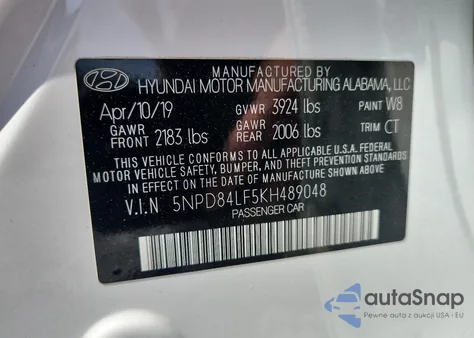 MANUFACTURED BY
HYUNDAI MOTOR MANUFACTURING ALABAMA, LLC
Apr/10/19 GVWR 3924 lbs PAINT W8
GAWR FRONT 2183 lbs GAWR REAR 2006 lbs TRIM CT
THIS VEHICLE CONFORMS TO ALL APPLICABLE U.S.A. FEDERAL
MOTOR VEHICLE SAFETY, BUMPER, AND THEFT PREVENTION
STANDARDS IN EFFECT ON THE DATE OF MANUFACTURE
SHOWN ABOVE.
V.I.N 5NPD84LF5KH489048
PASSENGER CAR
autaSnap
Pewne auta z aukcji USA - EU